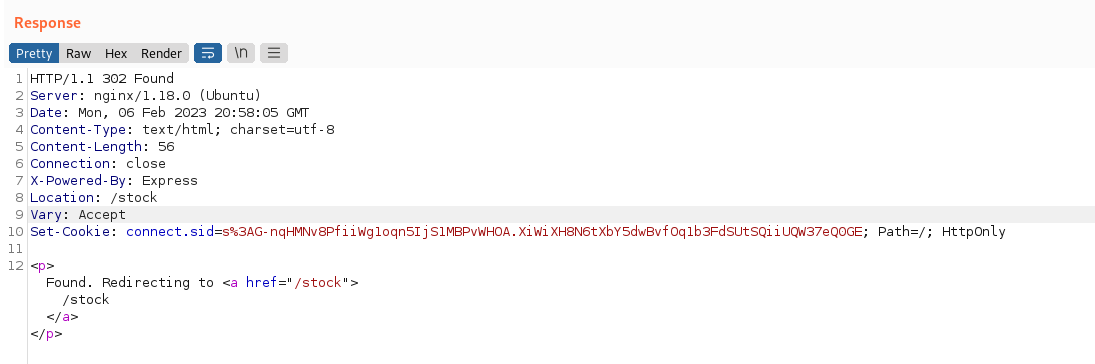 Response
Pretty Raw Hex Render \n
1 HTTP/1.1 302 Found
2 Server: nginx/1.18.0 (Ubuntu)
3 Date: Mon, 06 Feb 2023 20:58:05 GMT
4 Content-Type: text/html; charset=utf-8
5 Content-Length: 56
6 Connection: close
7 X-Powered-By: Express
8 Location: /stock
9 Vary: Accept
10 Set-Cookie: connect.sid=s%3AG-nqHMNv8PfiiWg1oqn5IjS1MBPvWHOA.XiWiXH8N6tXbY5dwBvfOq1b3FdSUtSQiiUQW37eQ0GE; Path=/; HttpOnly
11
12 <p>
Found. Redirecting to <a href="/stock">
/stock
</a>
</p>